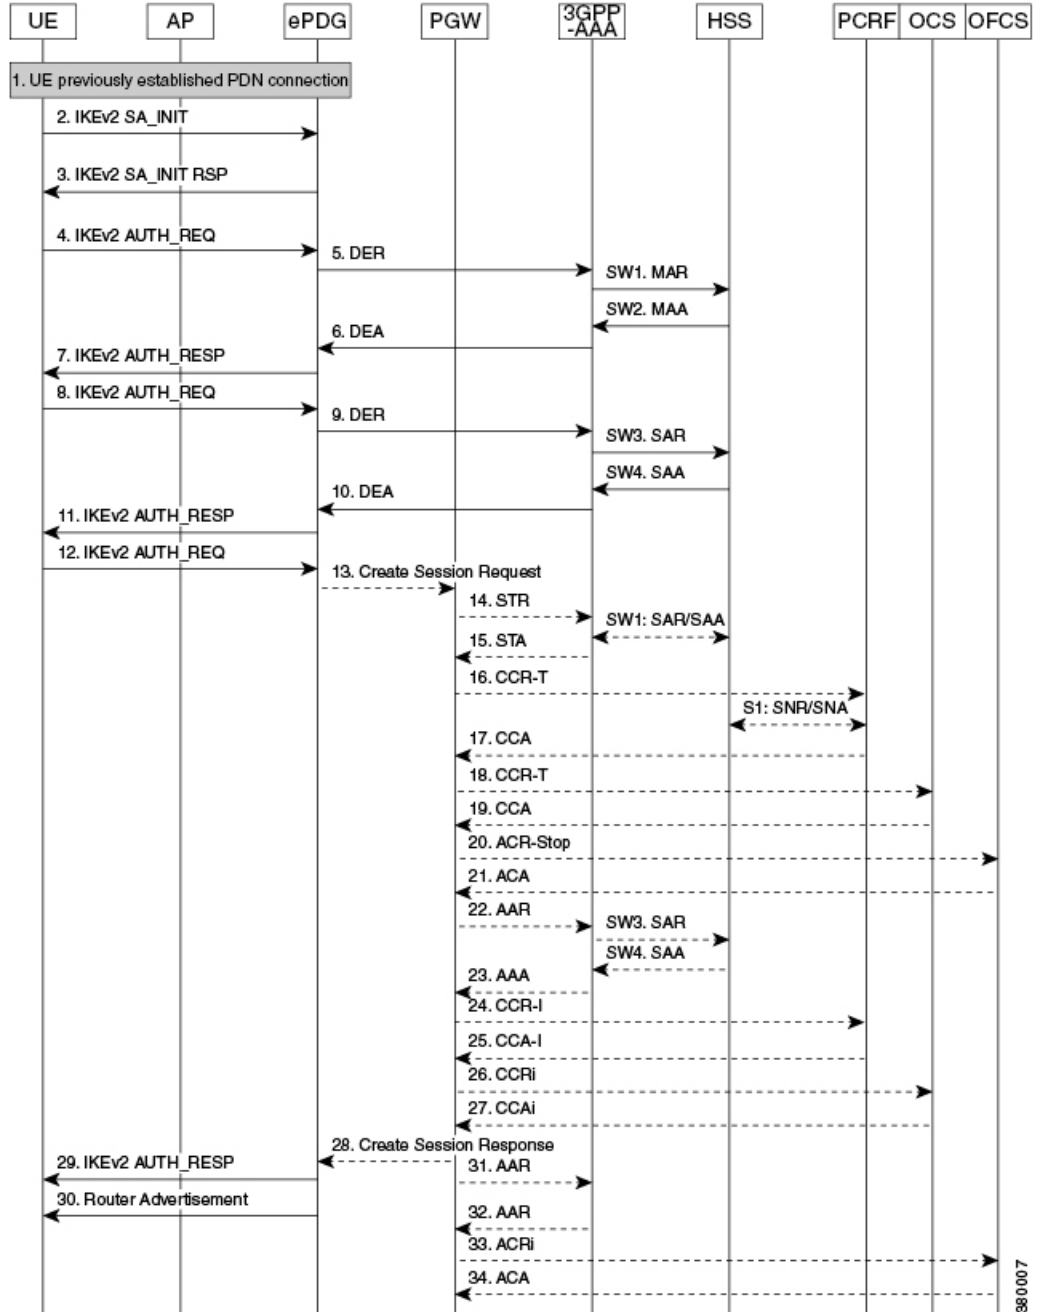 UE AP ePDG PGW 3GPP HSS PCRF OCS OFCS
-AAA
1. UE previously established PDN connection
2. IKEv2 SA_INIT
3. IKEv2 SA_INIT RSP
4. IKEv2 AUTH_REQ
5. DER
SW1. MAR
SW2. MAA
6. DEA
7. IKEv2 AUTH_RESP
8. IKEv2 AUTH_REQ
9. DER
SW3. SAR
SW4. SAA
10. DEA
11. IKEv2 AUTH_RESP
12. IKEv2 AUTH_REQ
13. Create Session Request
14. STR
SW1: SAR/SAA
15. STA
16. CCR-T
S1: SNR/SNA
17. CCA
18. CCR-T
19. CCA
20. ACR-Stop
21. ACA
22. AAR
SW3. SAR
SW4. SAA
23. AAA
24. CCR-I
25. CCA-I
26. CCRi
27. CCAi
28. Create Session Response
29. IKEv2 AUTH_RESP
31. AAR
30. Router Advertisement
32. AAR
33. ACRi
34. ACA
380007